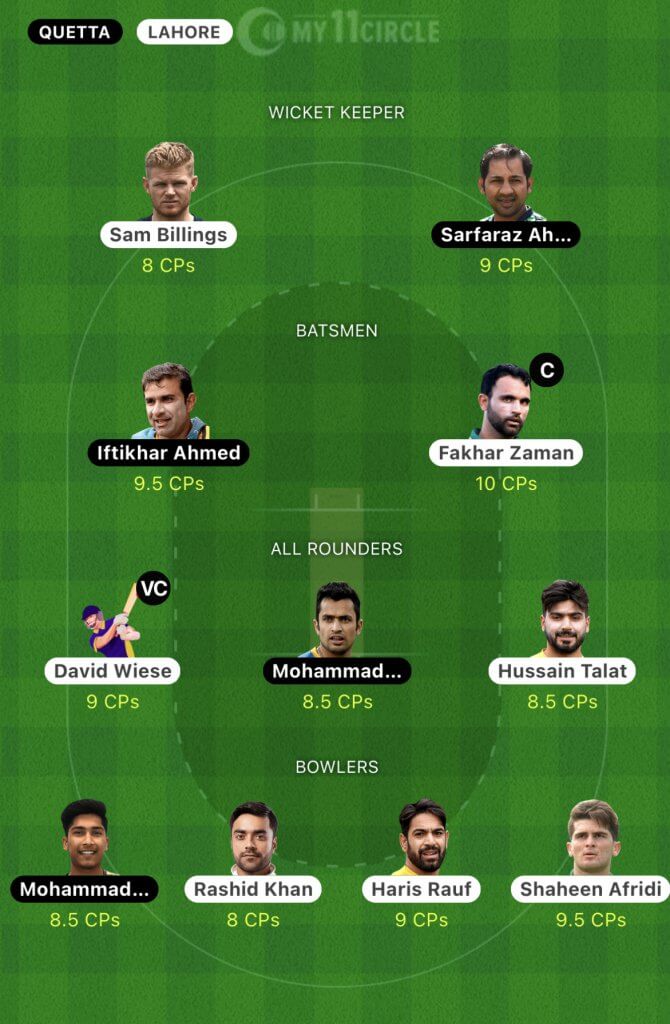 QUETTA LAHORE MY11CIRCLE
WICKET KEEPER
Sam Billings Sarfaraz Ah...
8 CPs 9 CPs
BATSMEN
C
Iftikhar Ahmed Fakhar Zaman
9.5 CPs 10 CPs
ALL ROUNDERS
VC
David Wiese Mohammad... Hussain Talat
9 CPs 8.5 CPs 8.5 CPs
BOWLERS
Mohammad... Rashid Khan Haris Rauf Shaheen Afridi
8.5 CPs 8 CPs 9 CPs 9.5 CPs